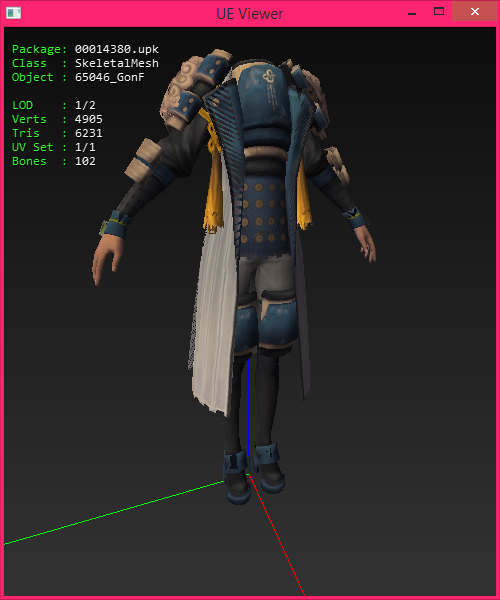 UE Viewer
Package: 00014380.upk
Class  : SkeletalMesh
Object : 65046_GonF
LOD    : 1/2
Verts  : 4905
Tris   : 6231
UV Set : 1/1
Bones  : 102